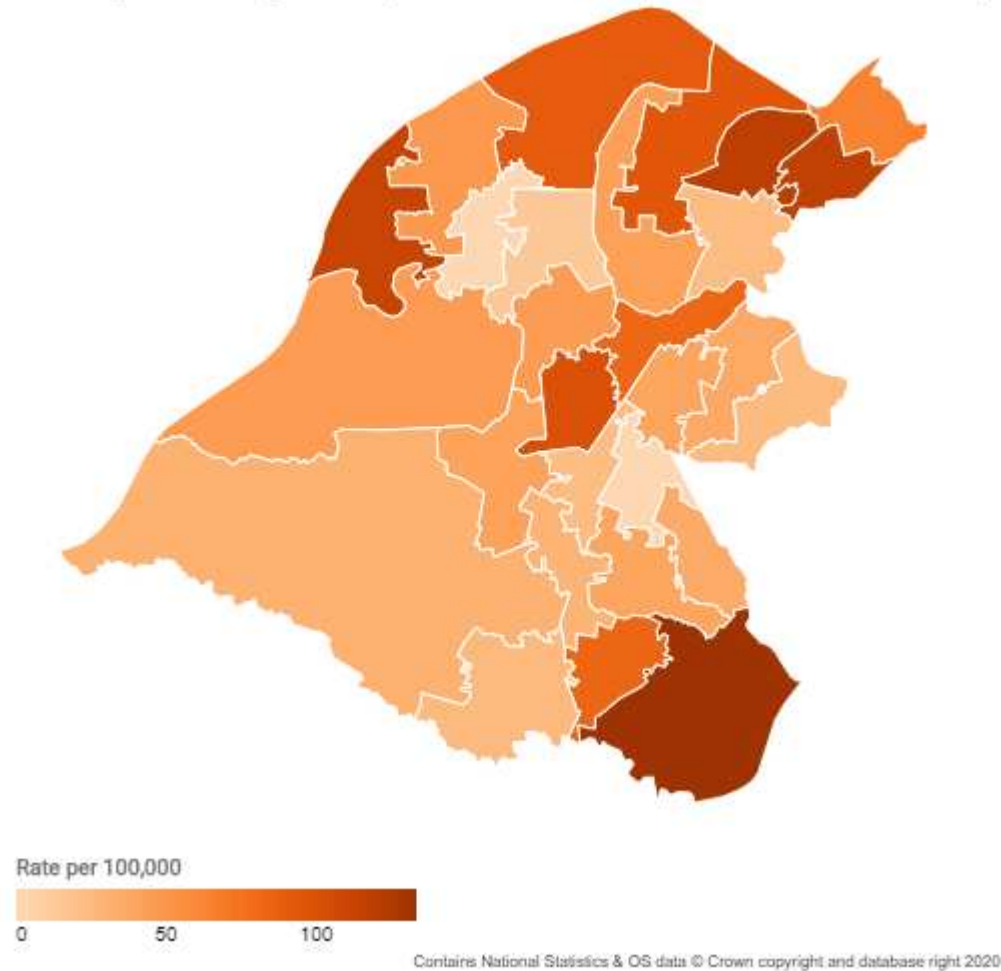 Rate per 100,000
0 50 100
Contains National Statistics & OS data © Crown copyright and database right 2020